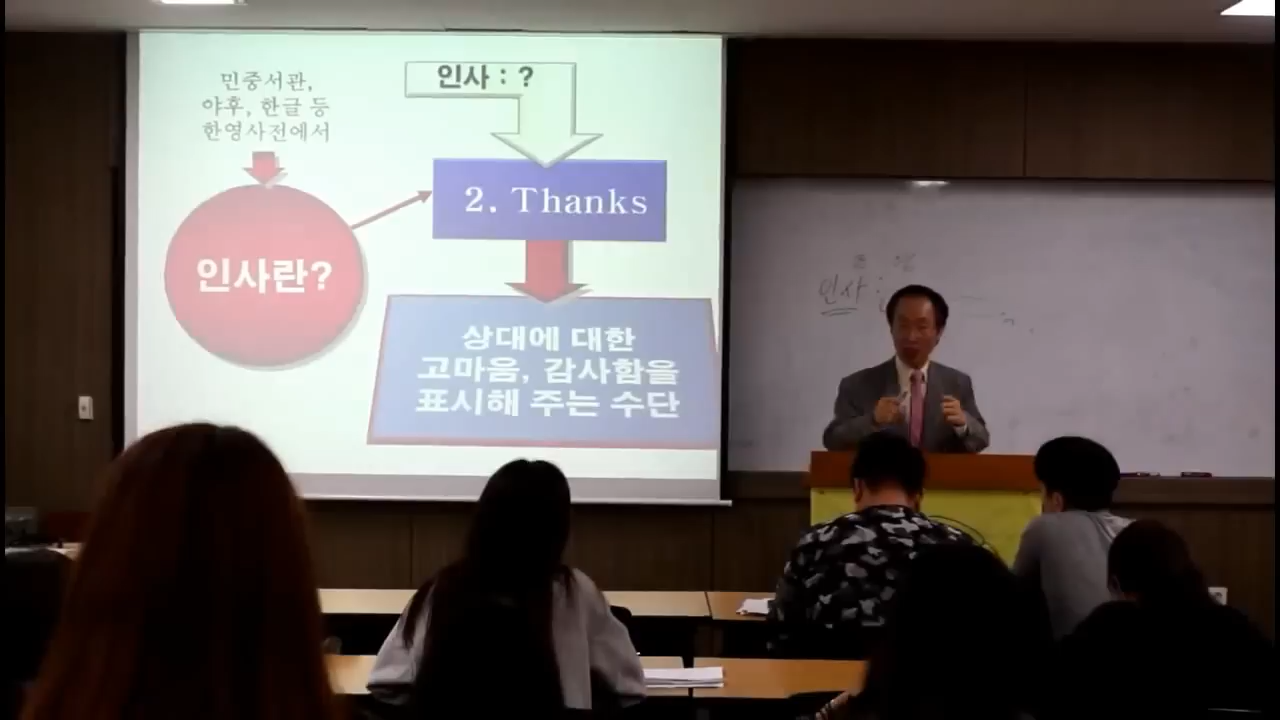 민중서관,
야후, 한글 등
한영사전에서
인사란?
인사 : ?
2. Thanks
상대에 대한
고마움, 감사함을
표시해 주는 수단
인사 :